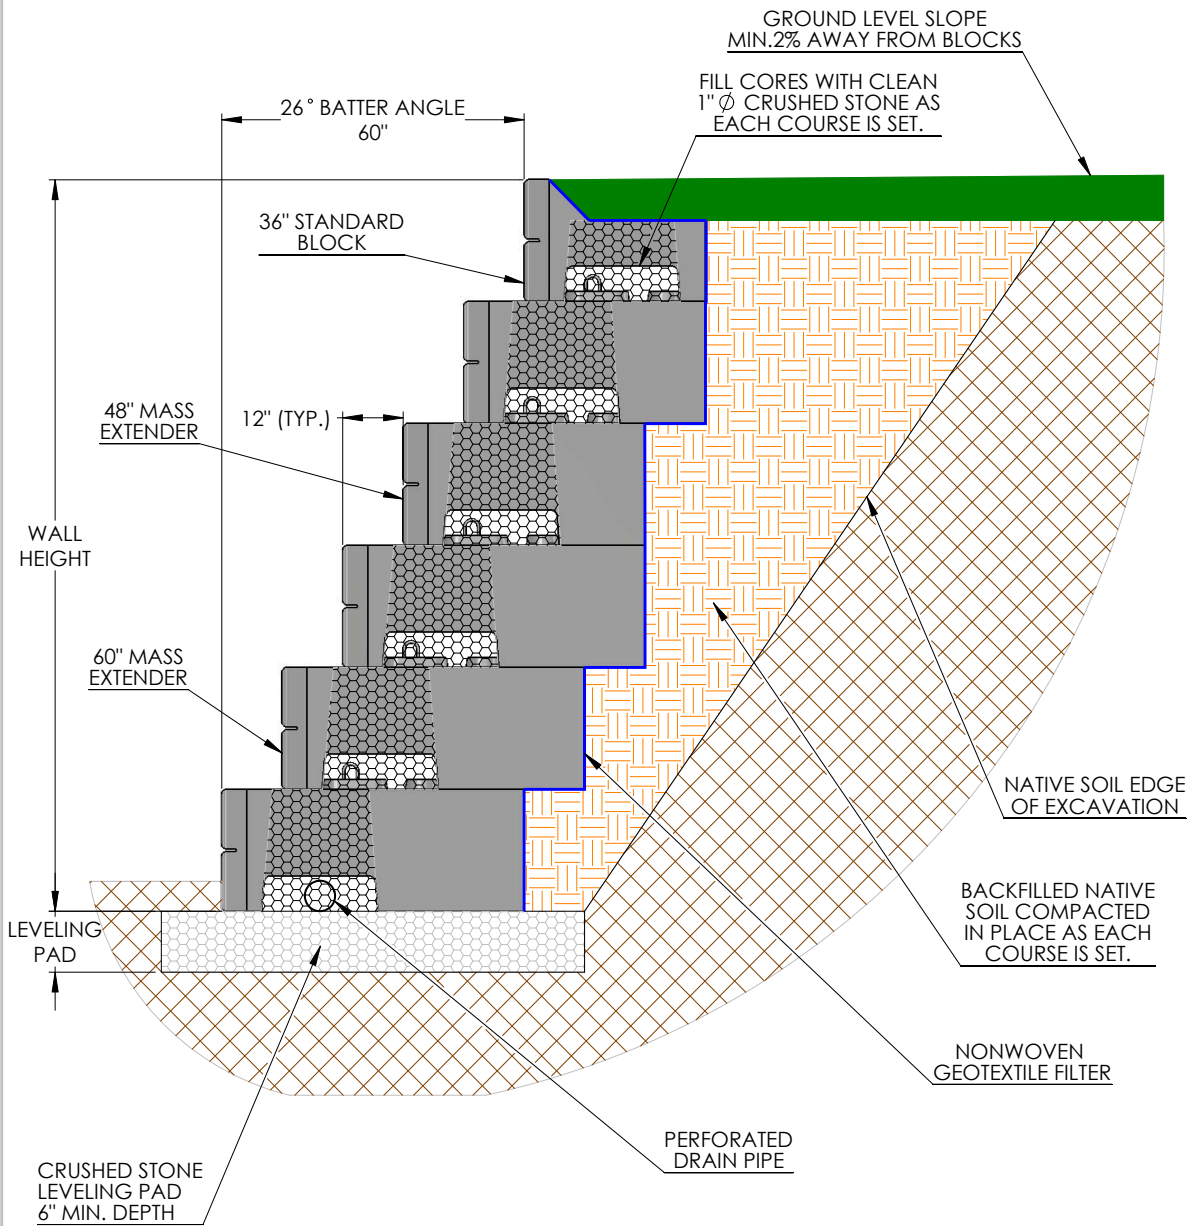 GROUND LEVEL SLOPE
MIN.2% AWAY FROM BLOCKS
FILL CORES WITH CLEAN
1"Ø CRUSHED STONE AS
EACH COURSE IS SET.
26° BATTER ANGLE
60"
36" STANDARD
BLOCK
48" MASS
EXTENDER
12" (TYP.)
WALL
HEIGHT
60" MASS
EXTENDER
NATIVE SOIL EDGE
OF EXCAVATION
BACKFILLED NATIVE
SOIL COMPACTED
IN PLACE AS EACH
COURSE IS SET.
LEVELING
PAD
NONWOVEN
GEOTEXTILE FILTER
PERFORATED
DRAIN PIPE
CRUSHED STONE
LEVELING PAD
6" MIN. DEPTH